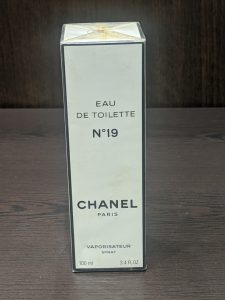 EAU
DE TOILETTE
N°19
CHANEL
PARIS
VAPORISATEUR
SPRAY
100 ml 3.4 FL. OZ.